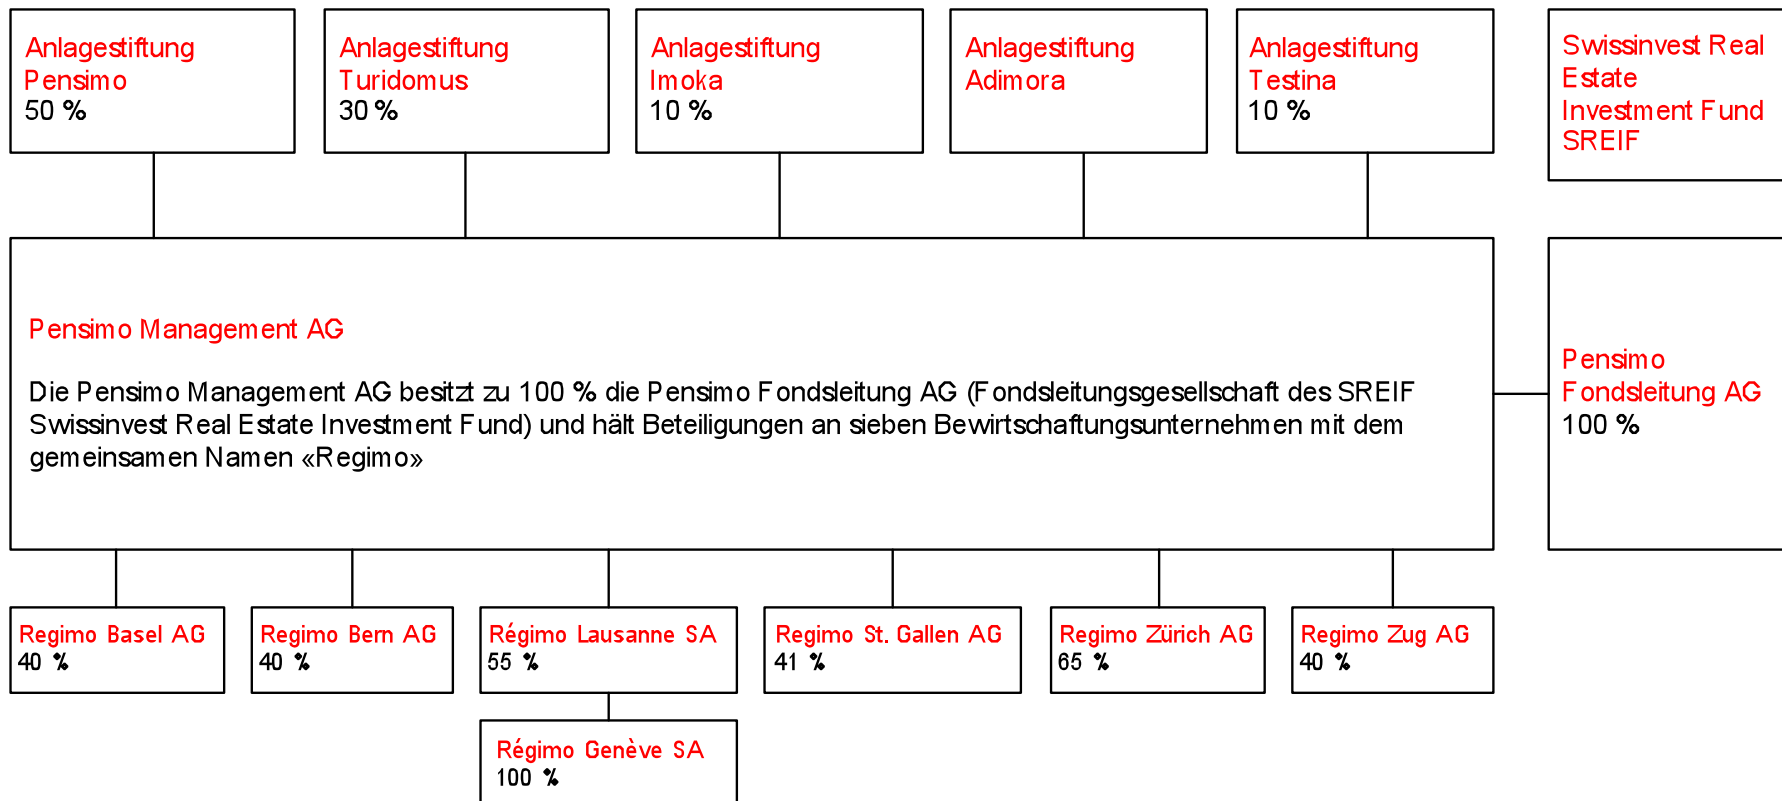 Anlagestiftung
Pensimo
50 %
Anlagestiftung
Turidomus
30 %
Anlagestiftung
Imoka
10 %
Anlagestiftung
Adimora
Anlagestiftung
Testina
10 %
Swissinvest Real
Estate
Investment Fund
SREIF
Pensimo Management AG
Die Pensimo Management AG besitzt zu 100 % die Pensimo Fondsleitung AG (Fondsleitungsgesellschaft des SREIF
Swissinvest Real Estate Investment Fund) und hält Beteiligungen an sieben Bewirtschaftungsunternehmen mit dem
gemeinsamen Namen «Regimo»
Pensimo
Fondsleitung AG
100 %
Regimo Basel AG
40 %
Regimo Bern AG
40 %
Régimo Lausanne SA
55 %
Regimo St. Gallen AG
41 %
Regimo Zürich AG
65 %
Regimo Zug AG
40 %
Régimo Genève SA
100 %